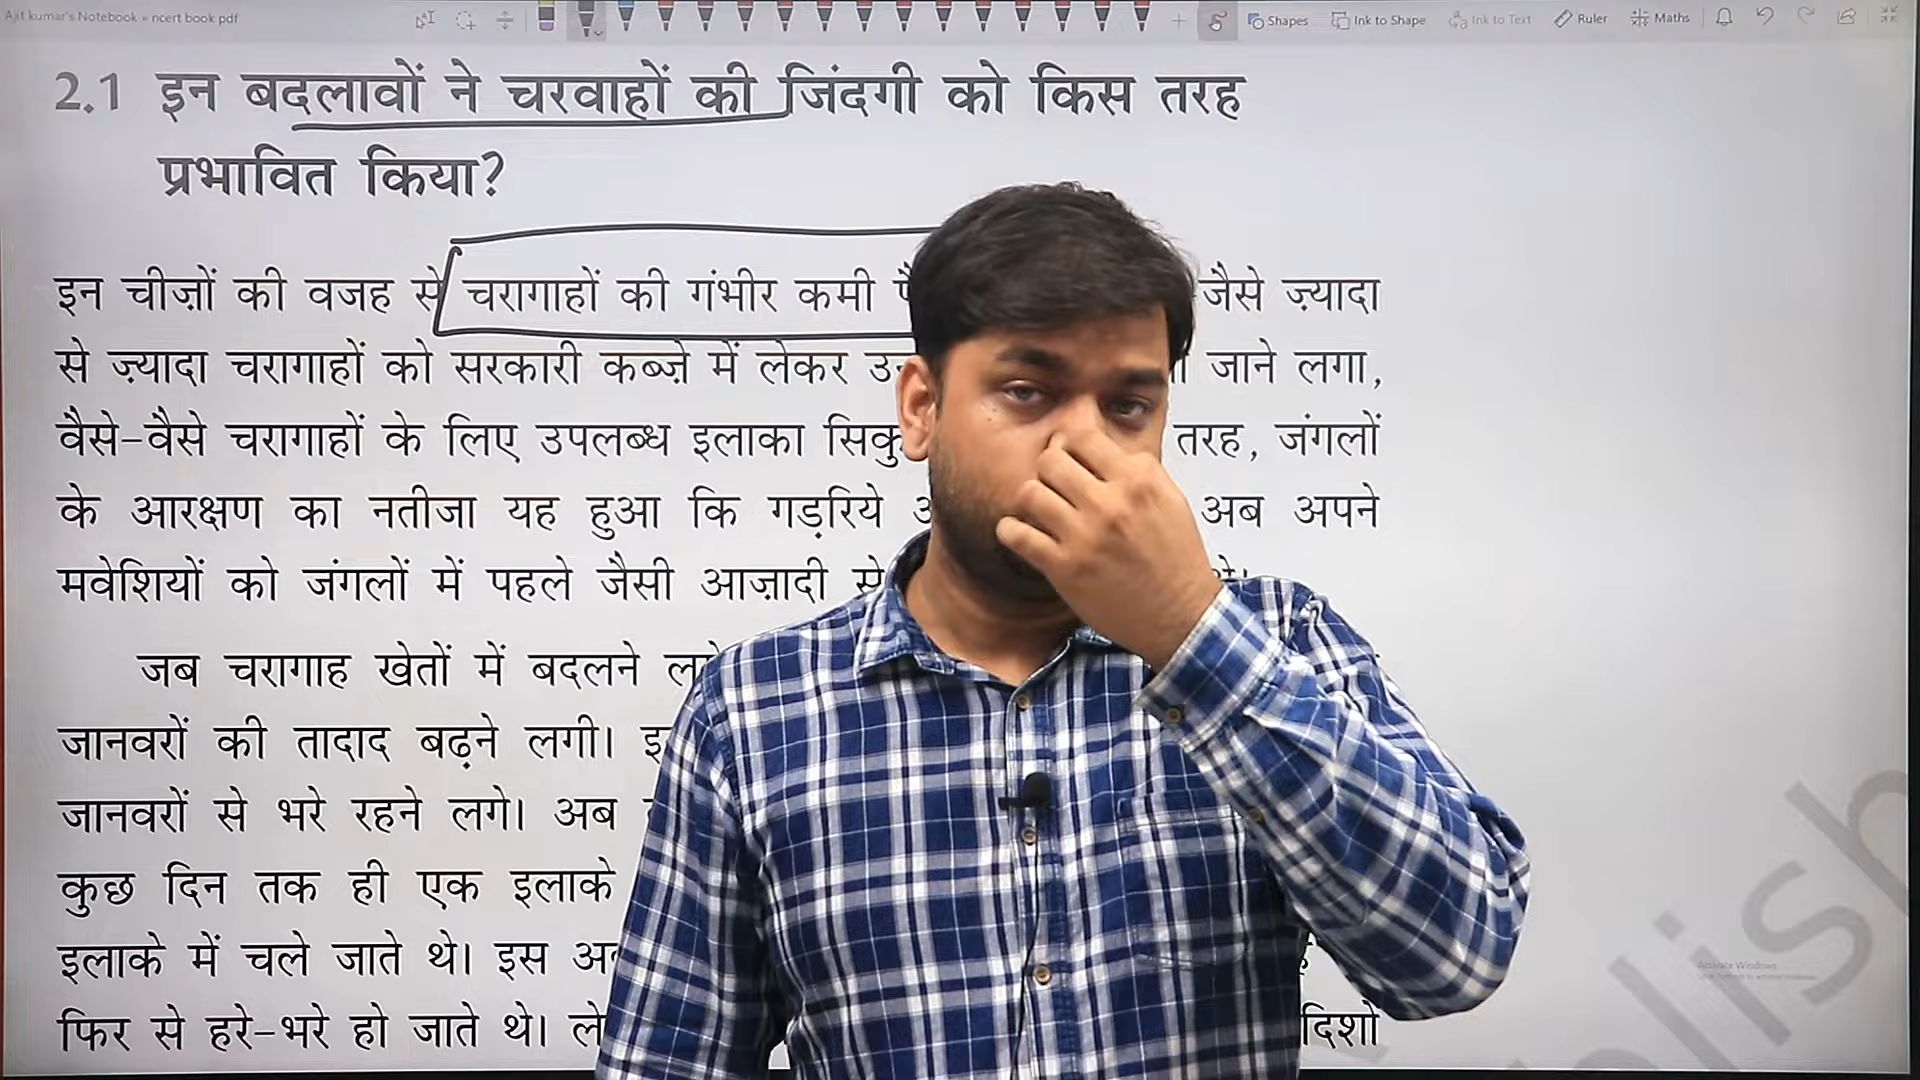 Ajit kumar's Notebook » ncert book pdf
Shapes Ink to Shape Ink to Text Ruler Maths
2.1 इन बदलावों ने चरवाहों की जिंदगी को किस तरह
प्रभावित किया?
इन चीज़ों की वजह से चरागाहों की गंभीर कमी जैसे ज़्यादा
से ज़्यादा चरागाहों को सरकारी कब्ज़े में लेकर जाने लगा,
वैसे-वैसे चरागाहों के लिए उपलब्ध इलाका तरह, जंगलों
के आरक्षण का नतीजा यह हुआ कि गड़रिये अब अपने
मवेशियों को जंगलों में पहले जैसी आज़ादी से
जब चरागाह खेतों में बदलने
जानवरों की तादाद बढ़ने लगी।
जानवरों से भरे रहने लगे। अब
कुछ दिन तक ही एक इलाके
इलाके में चले जाते थे। इस
फिर से हरे-भरे हो जाते थे।
Activate Windows